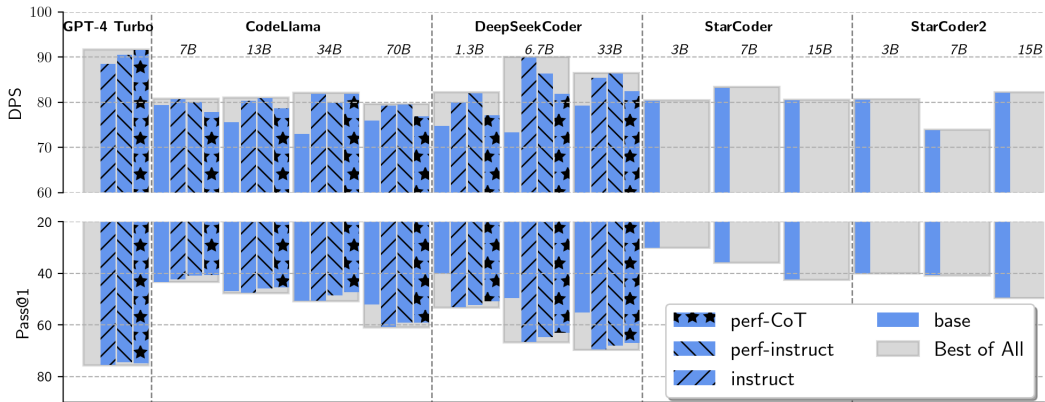 GPT-4 Turbo CodeLlama DeepSeekCoder StarCoder StarCoder2
7B 13B 34B 70B 1.3B 6.7B 33B 3B 7B 15B 3B 7B 15B
DPS
100
90
80
70
60
Pass@1
20
40
60
80
perf-CoT
perf-instruct
instruct
base
Best of All